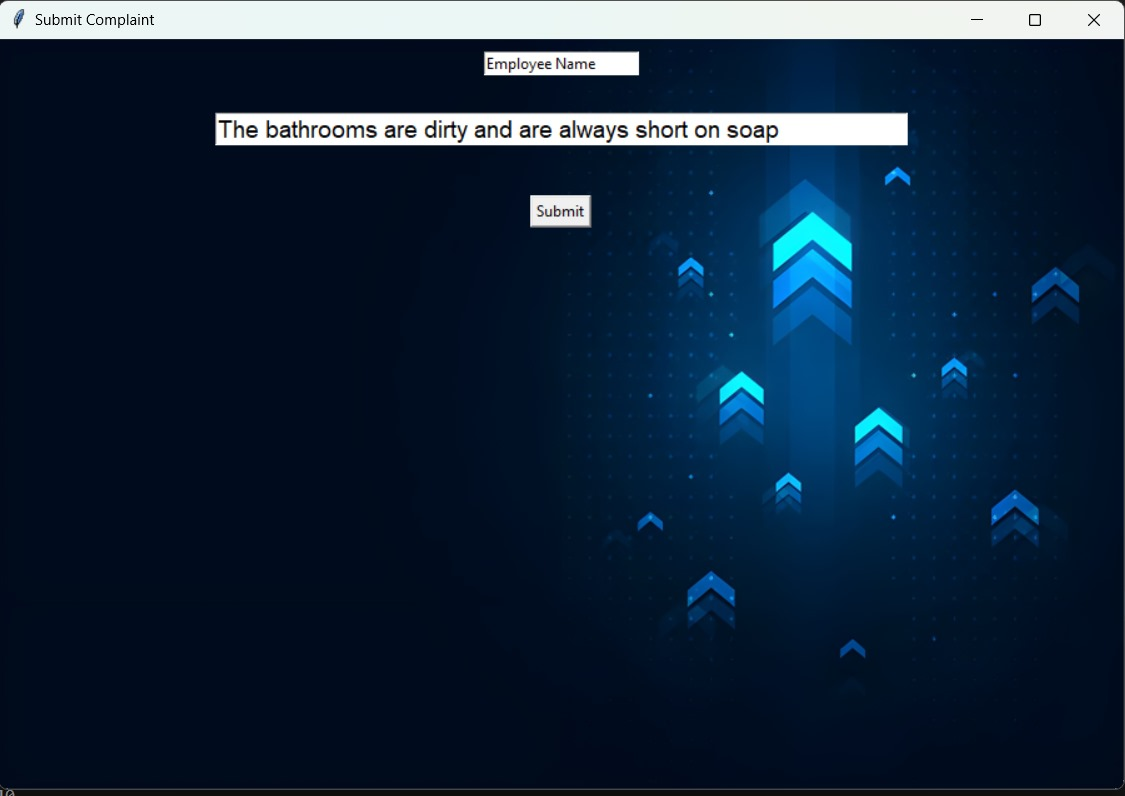 Submit Complaint
Employee Name
The bathrooms are dirty and are always short on soap
Submit